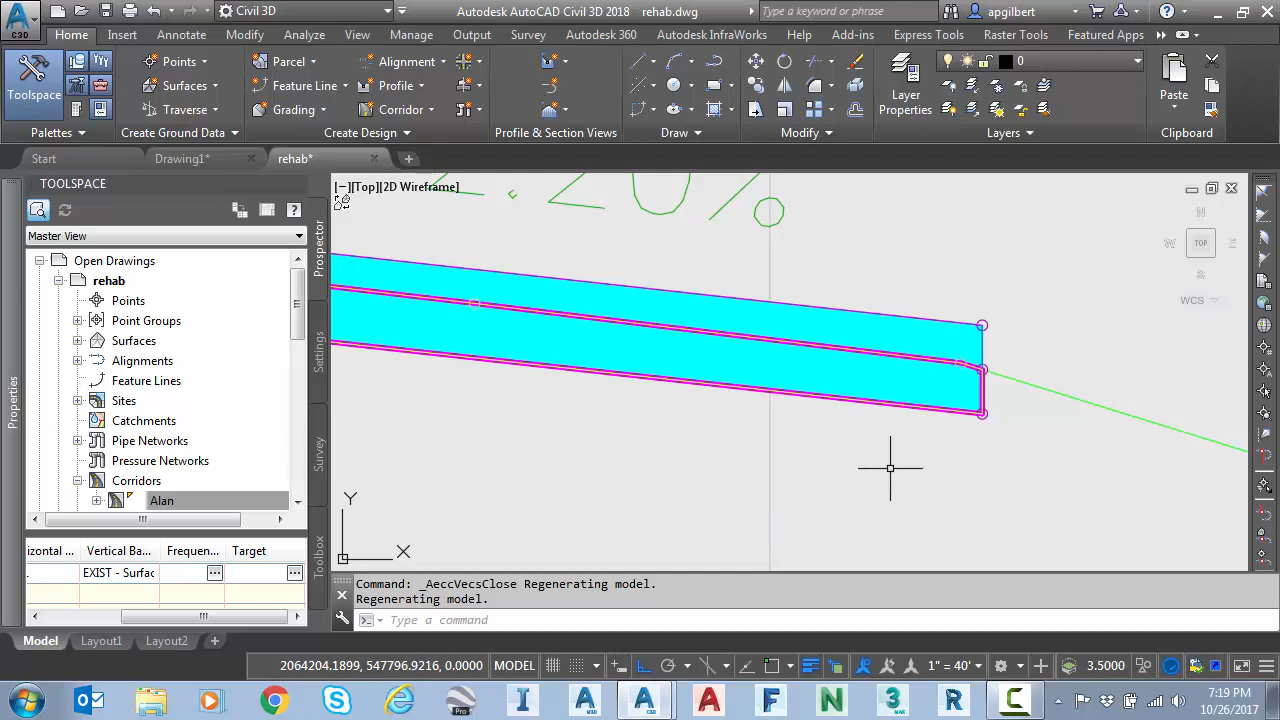 Civil 3D
Autodesk AutoCAD Civil 3D 2018 rehab.dwg
Type a keyword or phrase
apgilbert
C3D
Home Insert Annotate Modify Analyze View Manage Output Survey Autodesk 360 Autodesk InfraWorks Help Add-ins Express Tools Raster Tools Featured Apps
Toolspace
Points
Surfaces
Traverse
Parcel
Feature Line
Grading
Alignment
Profile
Corridor
Layer
Properties
0
Paste
Palettes Create Ground Data Create Design Profile & Section Views Draw Modify Layers Clipboard
Start Drawing1* rehab*
TOOLSPACE
Master View
Open Drawings
rehab
Points
Point Groups
Surfaces
Alignments
Feature Lines
Sites
Catchments
Pipe Networks
Pressure Networks
Corridors
Alan
Prospector
Settings
Survey
Toolbox
Properties
izontal ... Vertical Ba... Frequen... Target
EXIST - Surfac
[−][Top][2D Wireframe]
N
W TOP E
S
WCS
Y
X
Command: _AeccVecsClose Regenerating model.
Regenerating model.
Type a command
Model Layout1 Layout2
2064204.1899, 547796.9216, 0.0000 MODEL 1" = 40' 3.5000
7:19 PM
10/26/2017